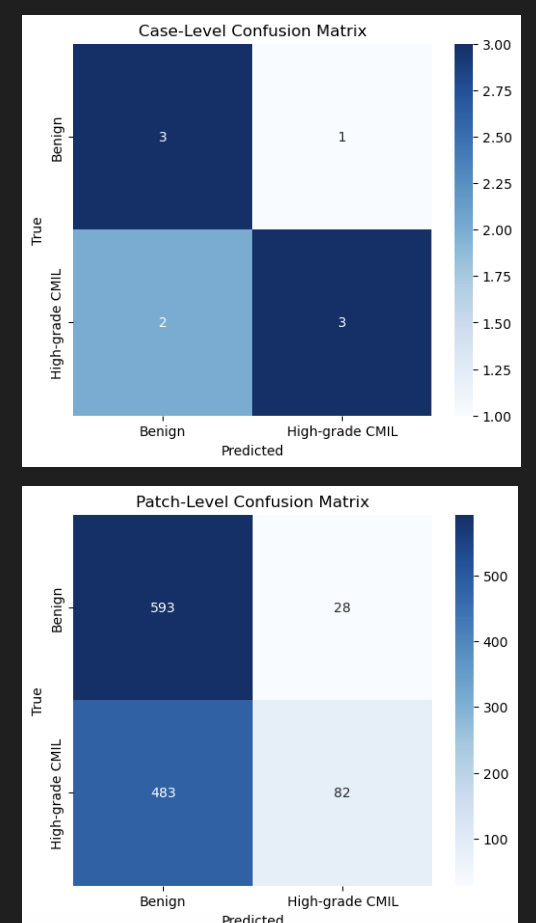 Case-Level Confusion Matrix
3.00
2.75
2.50
2.25
2.00
1.75
1.50
1.25
1.00
True
Benign
High-grade CMIL
3
1
2
3
Benign
High-grade CMIL
Predicted
Patch-Level Confusion Matrix
500
400
300
200
100
True
Benign
High-grade CMIL
593
28
483
82
Benign
High-grade CMIL
Predicted